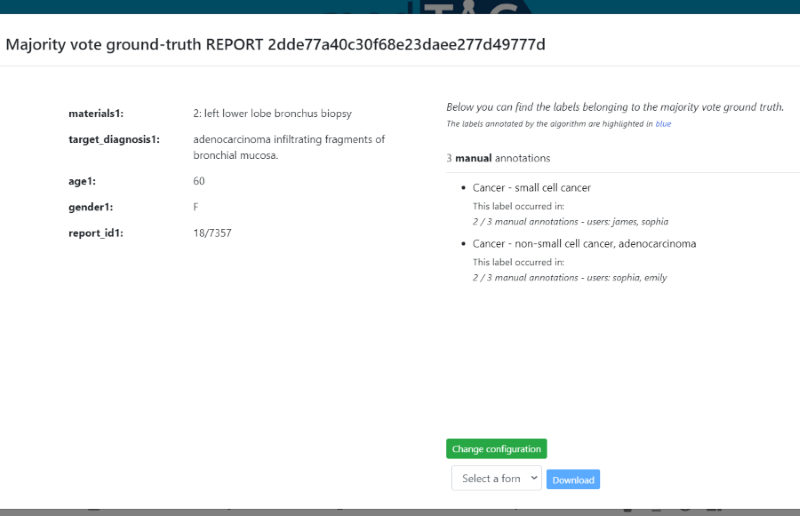 TAG
Majority vote ground-truth REPORT 2dde77a40c30f68e23daee277d49777d
materials1: 2: left lower lobe bronchus biopsy
target_diagnosis1: adenocarcinoma infiltrating fragments of
bronchial mucosa.
age1: 60
gender1: F
report_id1: 18/7357
Below you can find the labels belonging to the majority vote ground truth.
The labels annotated by the algorithm are highlighted in blue
3 manual annotations
• Cancer - small cell cancer
This label occurred in:
2 / 3 manual annotations - users: james, sophia
• Cancer - non-small cell cancer, adenocarcinoma
This label occurred in:
2 / 3 manual annotations - users: sophia, emily
Change configuration
Select a forn
Download